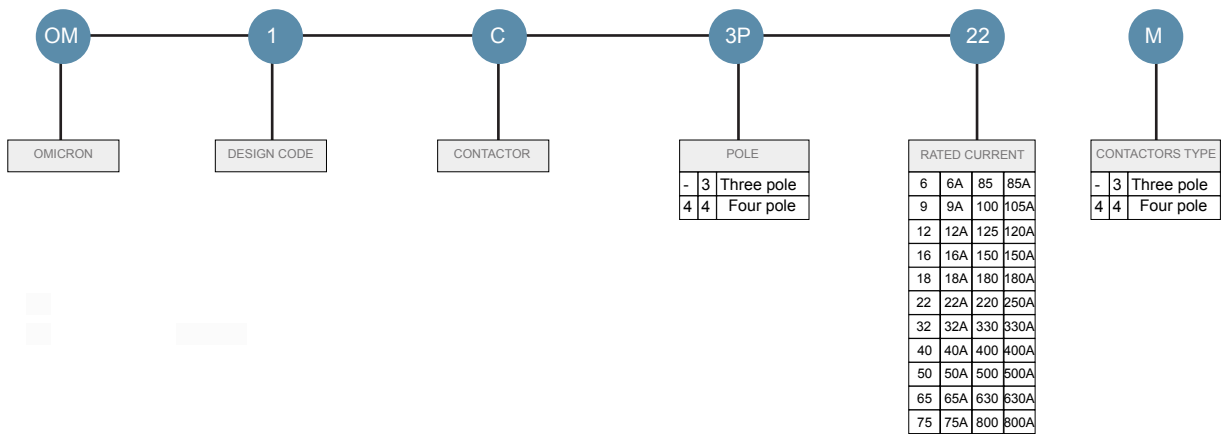 OM 1 C 3P 22 M
OMICRON DESIGN CODE CONTACTOR POLE RATED CURRENT CONTACTORS TYPE
- 3 Three pole
4 4 Four pole
6 6A 85 85A
9 9A 100 105A
12 12A 125 120A
16 16A 150 150A
18 18A 180 180A
22 22A 220 250A
32 32A 330 330A
40 40A 400 400A
50 50A 500 500A
65 65A 630 630A
75 75A 800 800A
- 3 Three pole
4 4 Four pole